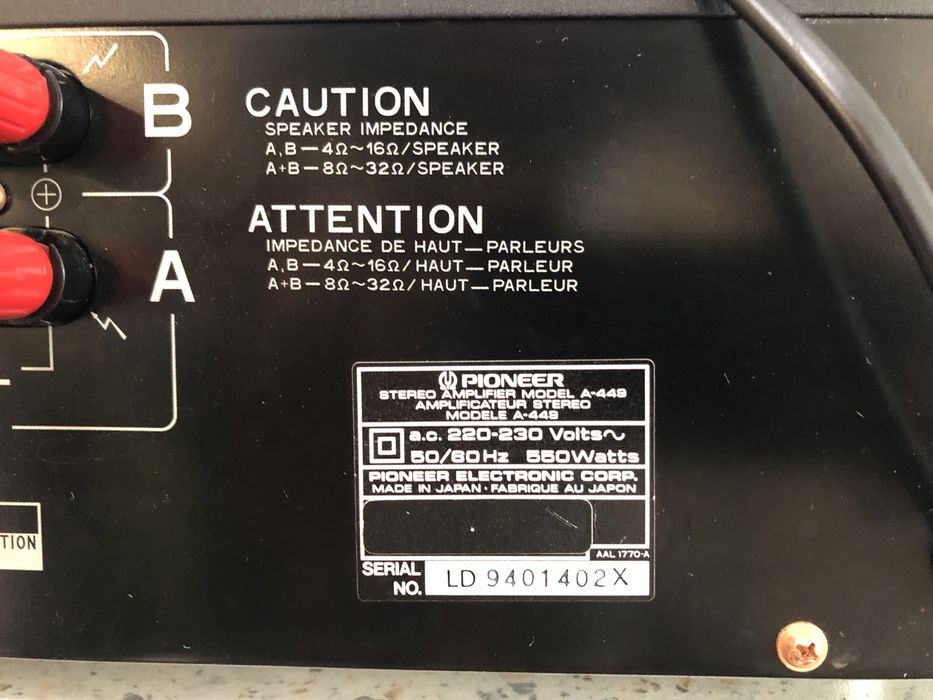 B
CAUTION
SPEAKER IMPEDANCE
A,B—4Ω~16Ω/SPEAKER
A+B—8Ω~32Ω/SPEAKER
A
ATTENTION
IMPEDANCE DE HAUT—PARLEURS
A,B—4Ω~16Ω/HAUT—PARLEUR
A+B—8Ω~32Ω/HAUT—PARLEUR
PIONEER
STEREO AMPLIFIER MODEL A-449
AMPLIFICATEUR STEREO
MODELE A-449
a.c. 220-230 Volts~
50/60Hz 550Watts
PIONEER ELECTRONIC CORP.
MADE IN JAPAN · FABRIQUE AU JAPON
AAL 1770-A
SERIAL
NO. LD 9401402X
TION